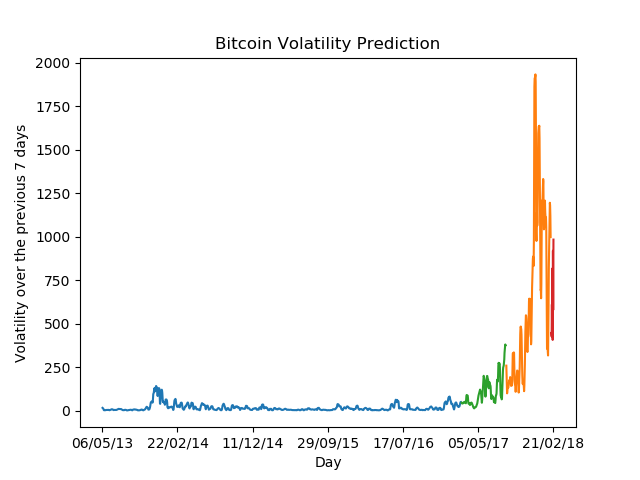 Bitcoin Volatility Prediction
Volatility over the previous 7 days
2000
1750
1500
1250
1000
750
500
250
0
06/05/13 22/02/14 11/12/14 29/09/15 17/07/16 05/05/17 21/02/18
Day